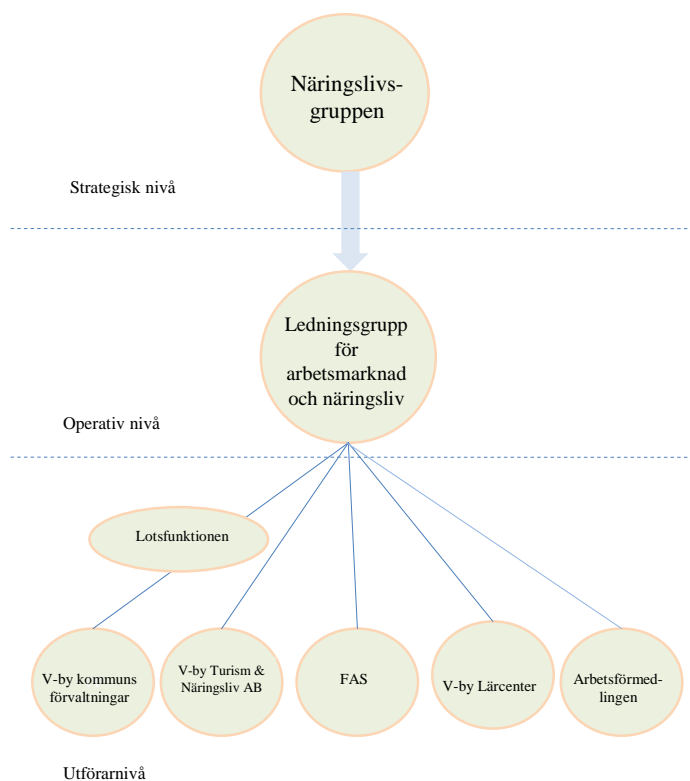 Näringslivs-
gruppen
Strategisk nivå
Ledningsgrupp
för
arbetsmarknad
och näringsliv
Operativ nivå
Lotsfunktionen
V-by kommuns
förvaltningar
V-by Turism &
Näringsliv AB
FAS
V-by Lärcenter
Arbetsförmed-
lingen
Utförarnivå